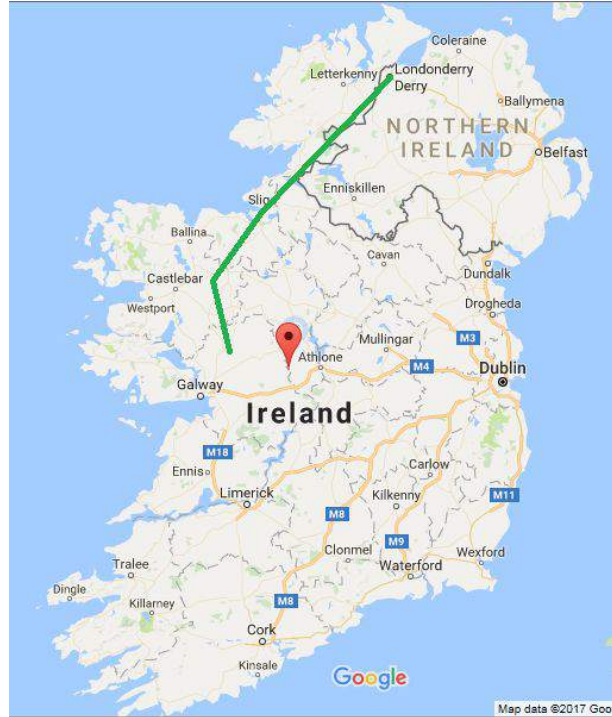 Coleraine
Letterkenny
Londonderry
Derry
Ballymena
NORTHERN
IRELAND
Belfast
Enniskillen
Sligo
Ballina
Cavan
Castlebar
Dundalk
Westport
Drogheda
Mullingar
M3
Athlone
M4
Dublin
Galway
Ireland
M18
Ennis
Carlow
Limerick
Kilkenny
M11
M8
Clonmel
M9
Wexford
Tralee
Waterford
Dingle
Killarney
M8
Cork
Kinsale
Google
Map data ©2017 Goo